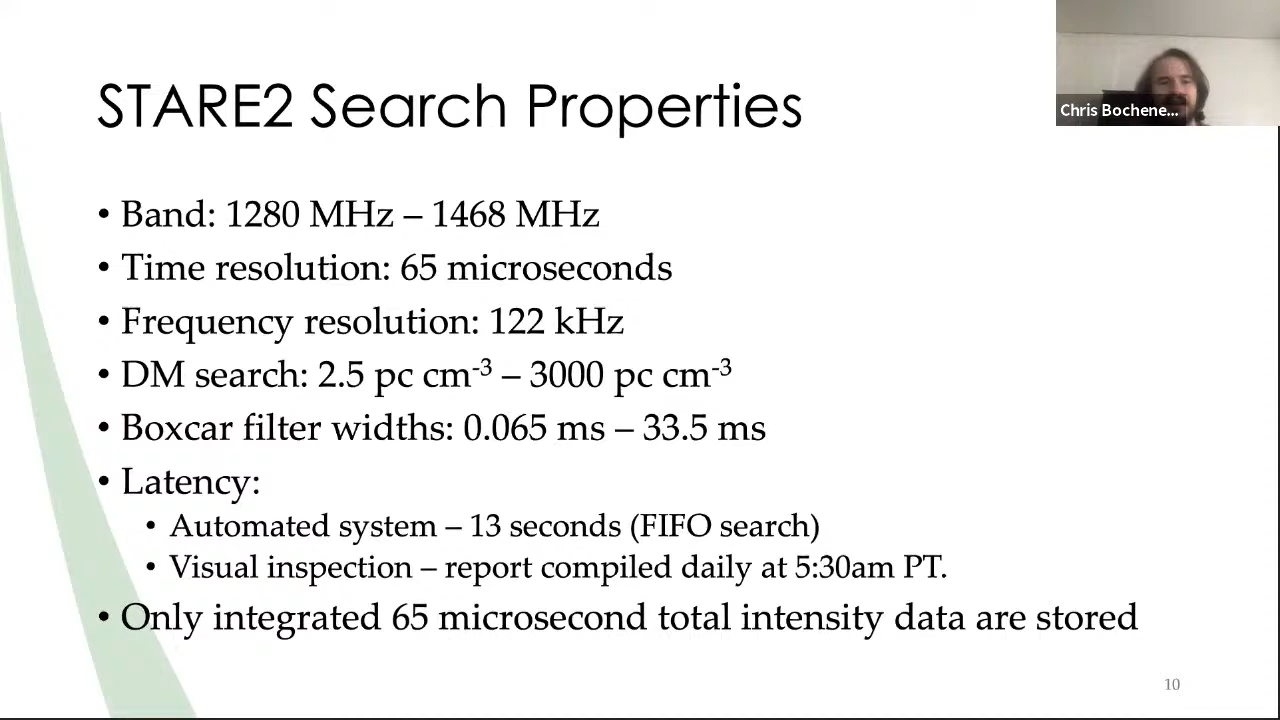 STARE2 Search Properties
Chris Bochene...
• Band: 1280 MHz – 1468 MHz
• Time resolution: 65 microseconds
• Frequency resolution: 122 kHz
• DM search: 2.5 pc cm⁻³ – 3000 pc cm⁻³
• Boxcar filter widths: 0.065 ms – 33.5 ms
• Latency:
• Automated system – 13 seconds (FIFO search)
• Visual inspection – report compiled daily at 5:30am PT.
• Only integrated 65 microsecond total intensity data are stored
10